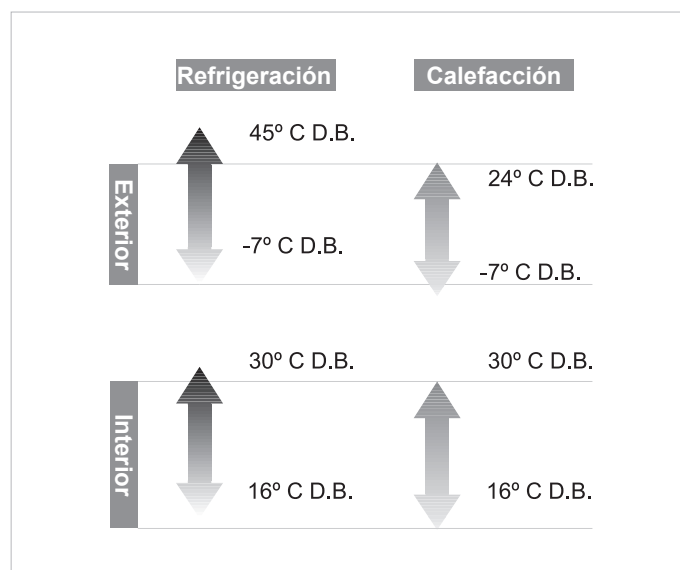 Refrigeración
Calefacción
Exterior
45º C D.B.
24º C D.B.
-7º C D.B.
-7º C D.B.
Interior
30º C D.B.
30º C D.B.
16º C D.B.
16º C D.B.